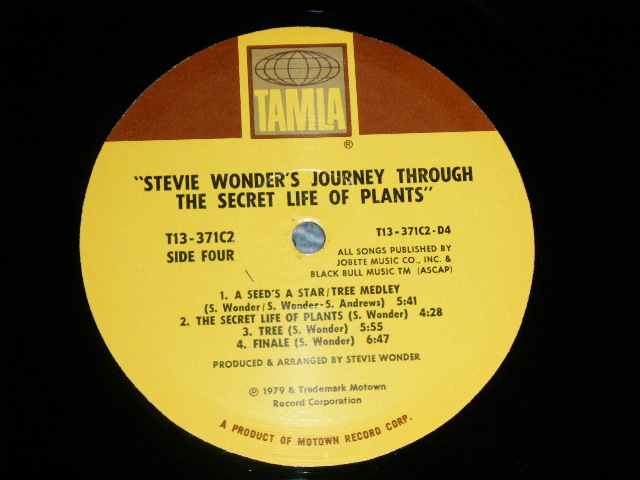 TAMLA
®
"STEVIE WONDER'S JOURNEY THROUGH
THE SECRET LIFE OF PLANTS"
T13-371C2
SIDE FOUR
T13-371C2-D4
ALL SONGS PUBLISHED BY
JOBETE MUSIC CO., INC. &
BLACK BULL MUSIC TM (ASCAP)
1. A SEED'S A STAR/TREE MEDLEY
(S. Wonder/S. Wonder-S. Andrews) 5:41
2. THE SECRET LIFE OF PLANTS (S. Wonder) 4:28
3. TREE (S. Wonder) 5:55
4. FINALE (S. Wonder) 6:47
PRODUCED & ARRANGED BY STEVIE WONDER
℗ 1979 & Trademark Motown
Record Corporation
A PRODUCT OF MOTOWN RECORD CORP.